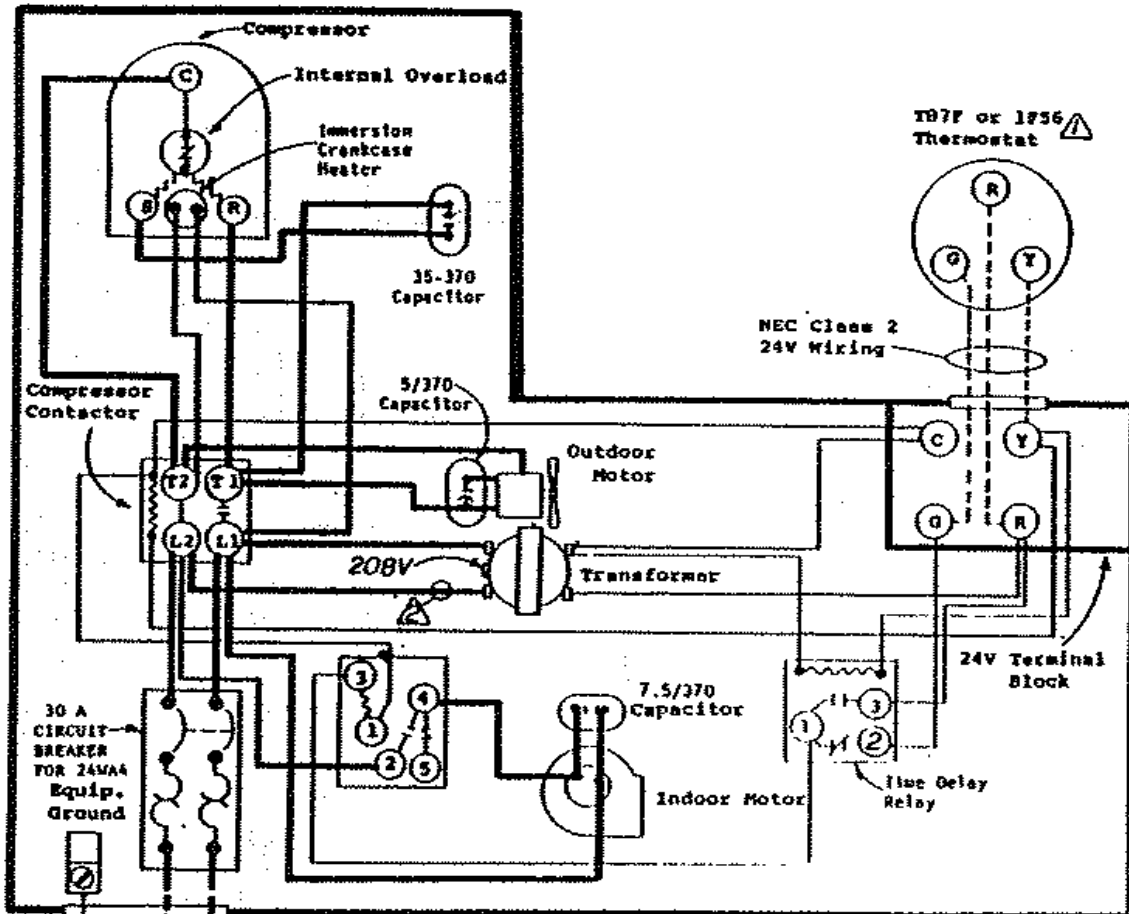 Compressor
C
Internal Overload
Immersion
Crankcase
Heater
S
R
35-370
Capacitor
T87F or 1F56 1
Thermostat
R
G
Y
NEC Class 2
24V Wiring
5/370
Capacitor
Compressor
Contactor
Outdoor
Motor
C
Y
T2
T1
G
R
L2
L1
208V
Transformer
2
24V Terminal
Block
3
4
1
2
5
7.5/370
Capacitor
3
1
2
30 A
CIRCUIT
BREAKER
FOR 24WA4
Equip.
Ground
Indoor Motor
Time Delay
Relay